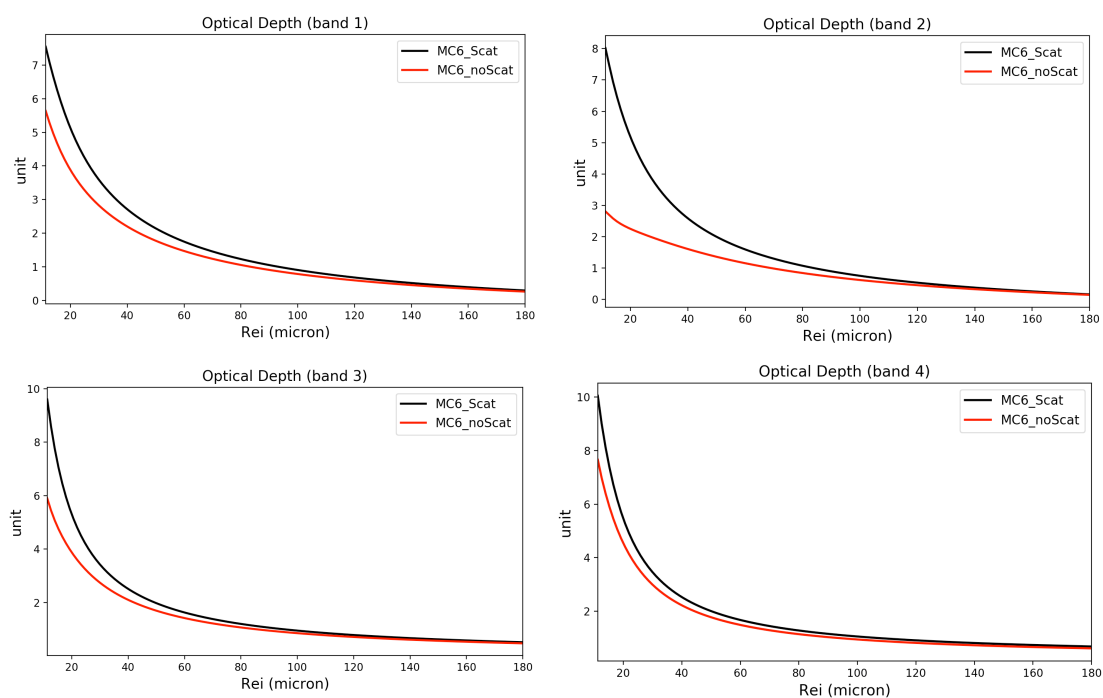 Optical Depth (band 1)
MC6_Scat
MC6_noScat
unit
7
6
5
4
3
2
1
0
20 40 60 80 100 120 140 160 180
Rei (micron)
Optical Depth (band 2)
MC6_Scat
MC6_noScat
unit
8
7
6
5
4
3
2
1
0
20 40 60 80 100 120 140 160 180
Rei (micron)
Optical Depth (band 3)
MC6_Scat
MC6_noScat
unit
10
8
6
4
2
20 40 60 80 100 120 140 160 180
Rei (micron)
Optical Depth (band 4)
MC6_Scat
MC6_noScat
unit
10
8
6
4
2
20 40 60 80 100 120 140 160 180
Rei (micron)